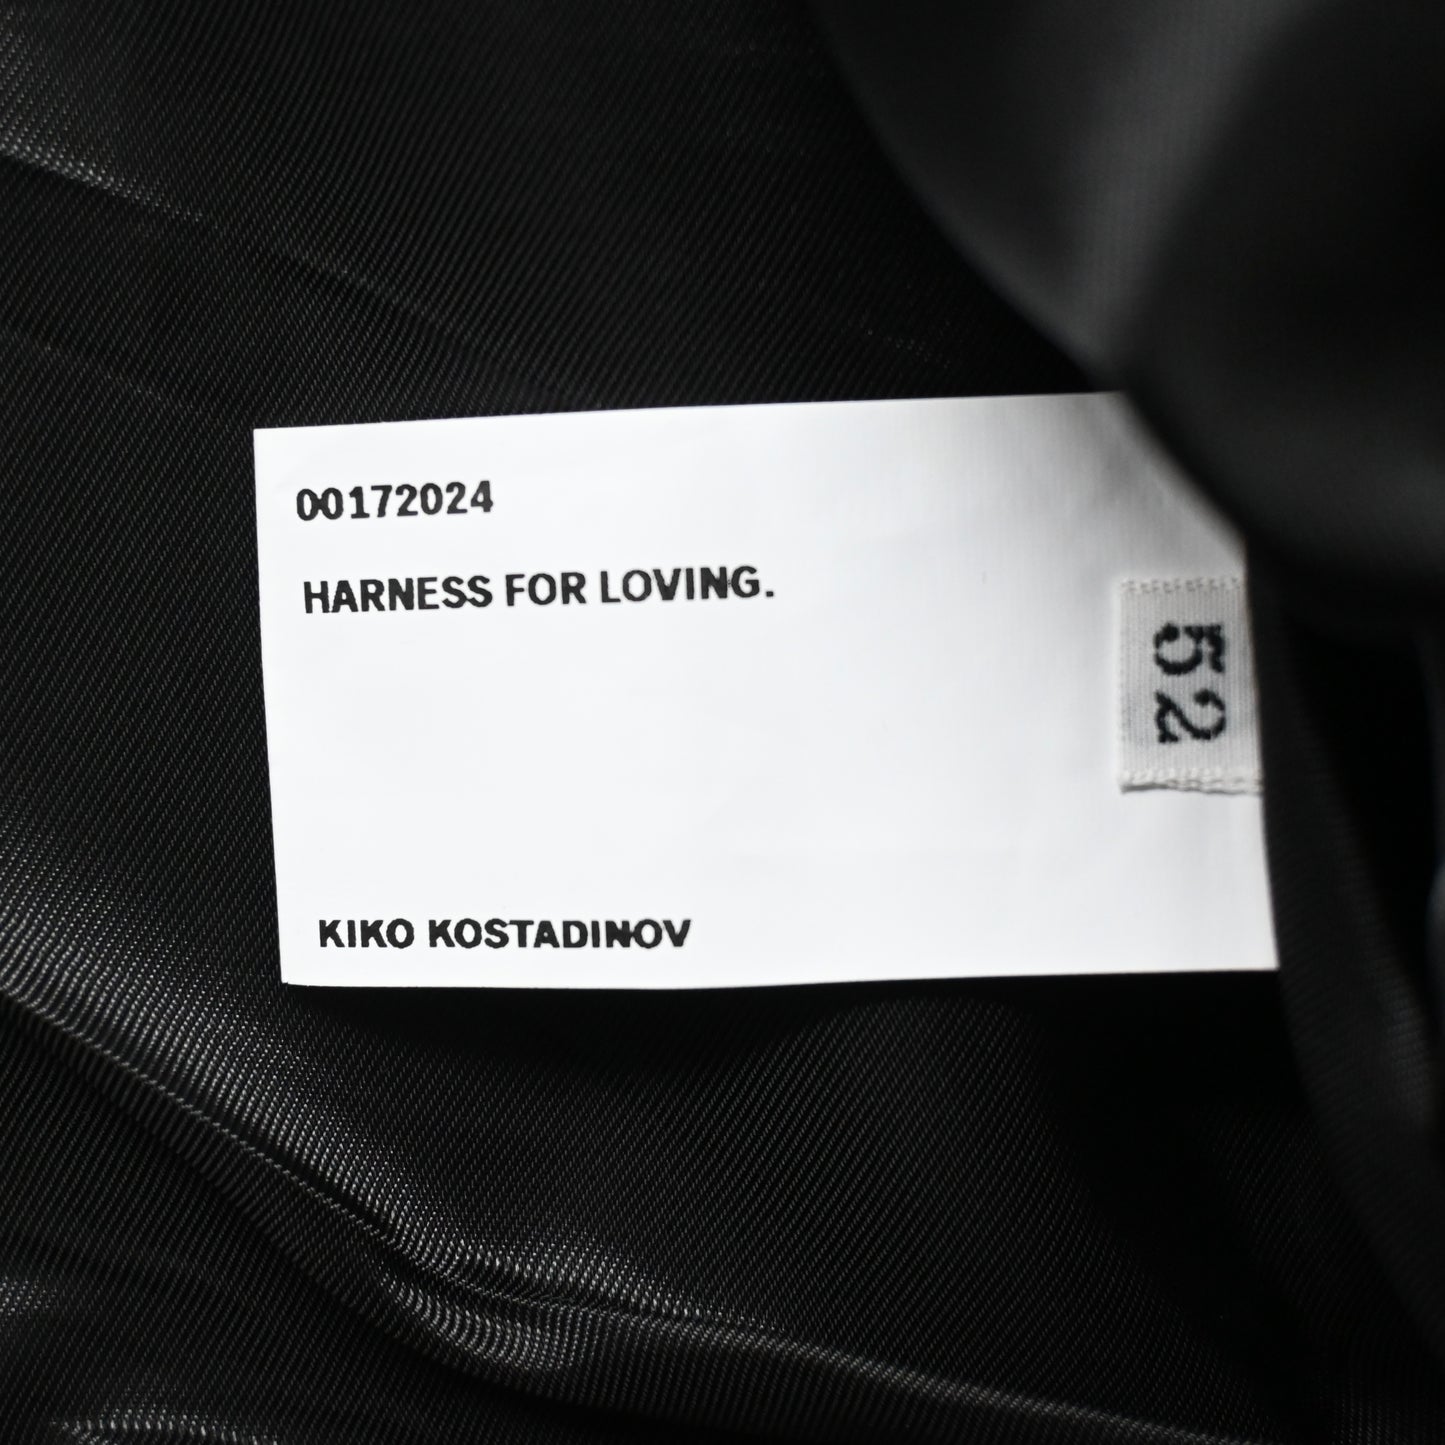 00172024
HARNESS FOR LOVING.
52
KIKO KOSTADINOV